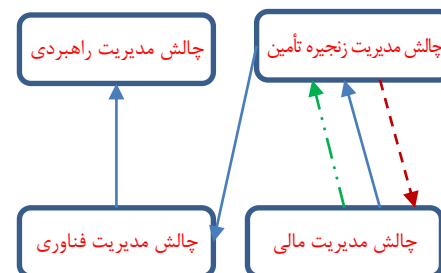 چالش مدیریت زنجیره تأمین
چالش مدیریت راهبردی
چالش مدیریت مالی
چالش مدیریت فناوری